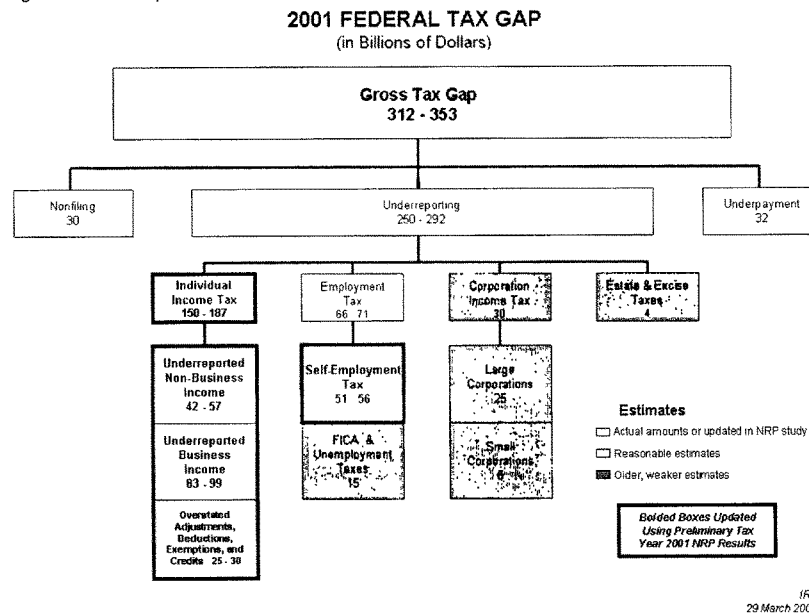 2001 FEDERAL TAX GAP
(in Billions of Dollars)
Gross Tax Gap
312 - 353
Nonfiling
30
Underreporting
250 - 292
Underpayment
32
Individual
Income Tax
150 - 187
Employment
Tax
66 71
Corporation
Income Tax
30
Estate & Excise
Taxes
4
Underreported
Non-Business
Income
42 - 57
Underreported
Business
Income
83 - 99
Overstated
Adjustments,
Deductions,
Exemptions, and
Credits 25 - 30
Self-Employment
Tax
51 56
FICA &
Unemployment
Taxes
15
Large
Corporations
25
Small
Corporations
5
Estimates
Actual amounts or updated in NRP study
Reasonable estimates
Older, weaker estimates
Bolded Boxes Updated
Using Preliminary Tax
Year 2001 NRP Results
29 March